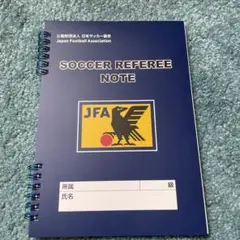 公益財団法人 日本サッカー協会
Japan Football Association
SOCCER REFEREE
NOTE
JFA
所属 級
氏名